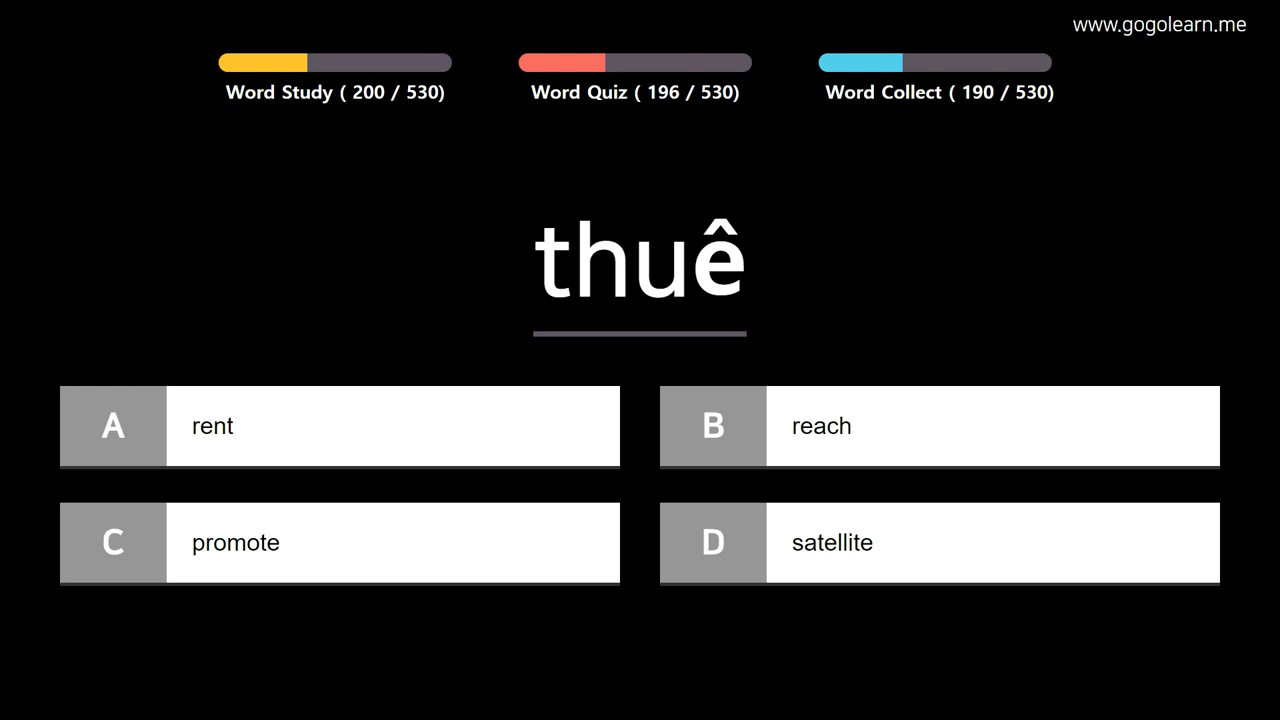 www.gogolearn.me
Word Study ( 200 / 530)
Word Quiz ( 196 / 530)
Word Collect ( 190 / 530)
thuê
A rent
B reach
C promote
D satellite